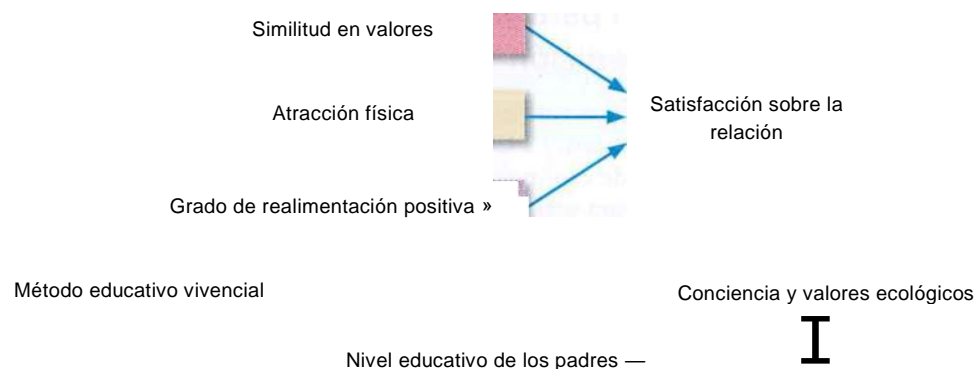 Similitud en valores
Atracción física
Satisfacción sobre la
relación
Grado de realimentación positiva »
Método educativo vivencial
Conciencia y valores ecológicos
Nivel educativo de los padres —